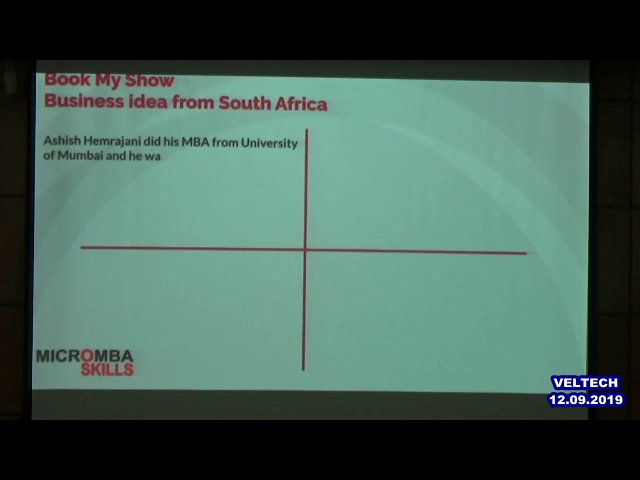 Book My Show
Business idea from South Africa
Ashish Hemrajani did his MBA from University
of Mumbai and he wa
MICROMBA
SKILLS
VELTECH
12.09.2019